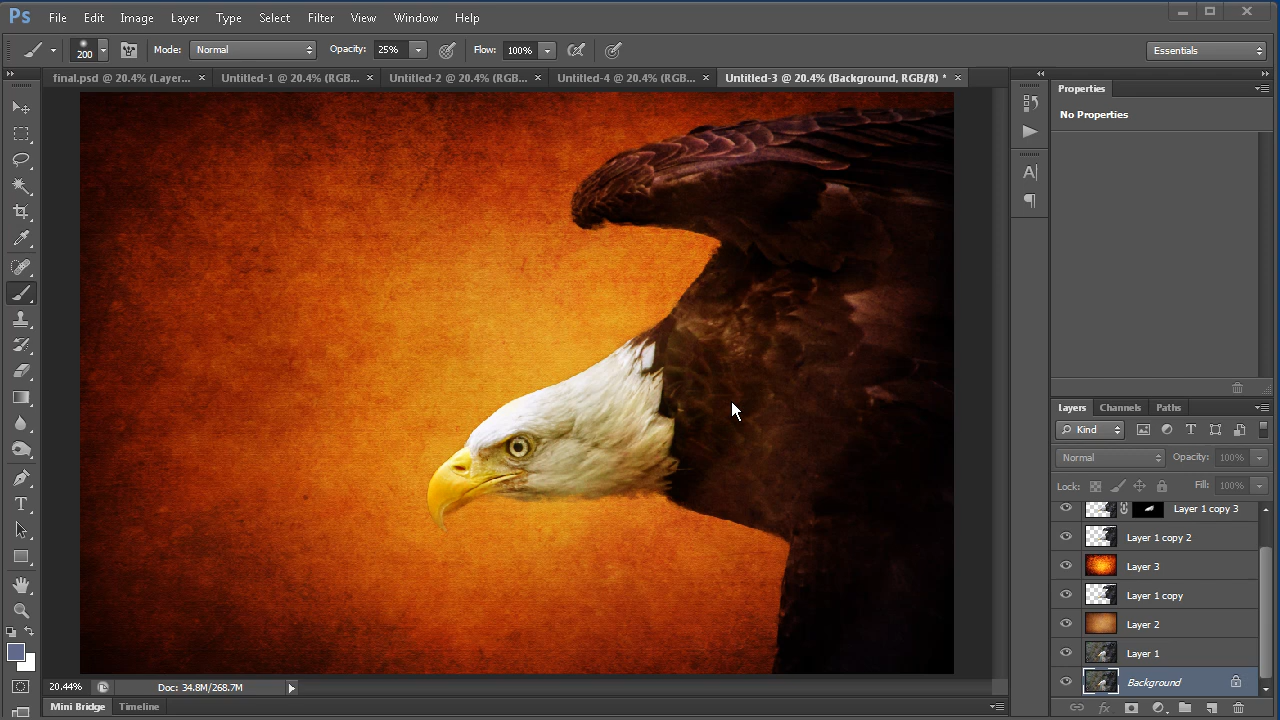 Ps File Edit Image Layer Type Select Filter View Window Help
200 Mode: Normal Opacity: 25% Flow: 100% Essentials
final.psd @ 20.4% (Layer... × Untitled-1 @ 20.4% (RGB... × Untitled-2 @ 20.4% (RGB... × Untitled-4 @ 20.4% (RGB... × Untitled-3 @ 20.4% (Background, RGB/8) * ×
Properties
No Properties
Layers Channels Paths
Kind
Normal Opacity: 100%
Lock: Fill: 100%
Layer 1 copy 3
Layer 1 copy 2
Layer 3
Layer 1 copy
Layer 2
Layer 1
Background
20.44% Doc: 34.8M/268.7M
Mini Bridge Timeline